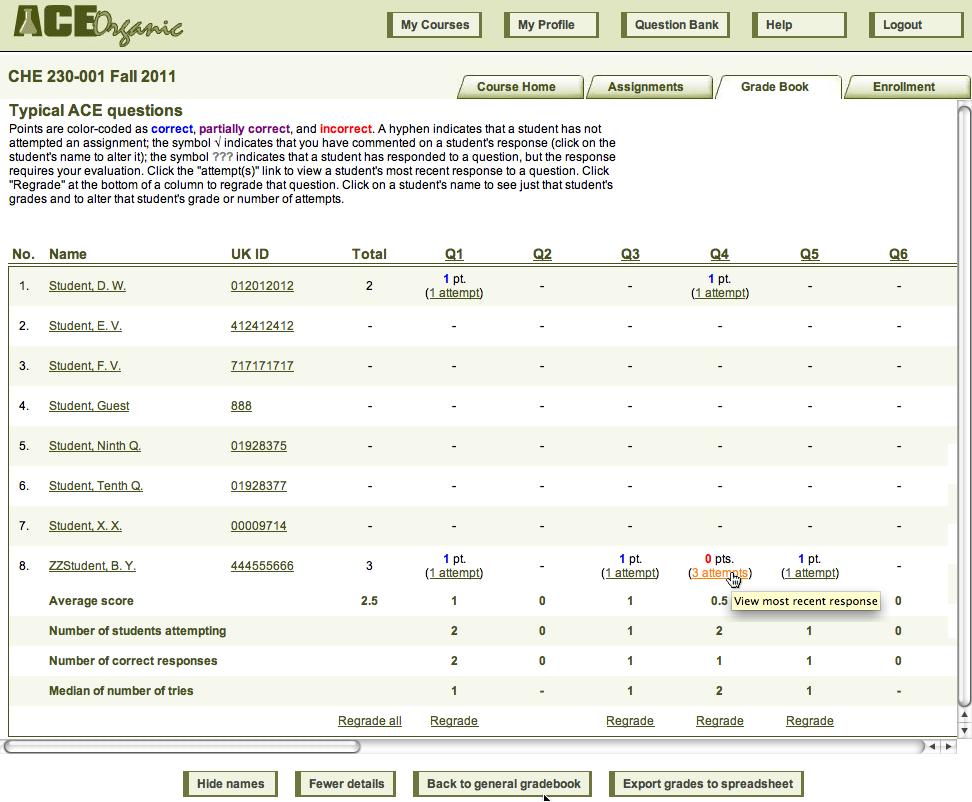 ACE Organic
My Courses My Profile Question Bank Help Logout
CHE 230-001 Fall 2011
Course Home Assignments Grade Book Enrollment
Typical ACE questions
Points are color-coded as correct, partially correct, and incorrect. A hyphen indicates that a student has not
attempted an assignment; the symbol √ indicates that you have commented on a student's response (click on the
student's name to alter it); the symbol ??? indicates that a student has responded to a question, but the response
requires your evaluation. Click the "attempt(s)" link to view a student's most recent response to a question. Click
"Regrade" at the bottom of a column to regrade that question. Click on a student's name to see just that student's
grades and to alter that student's grade or number of attempts.
No. Name UK ID Total Q1 Q2 Q3 Q4 Q5 Q6
1. Student, D. W. 012012012 2 1 pt. - - 1 pt. - -
(1 attempt) (1 attempt)
2. Student, E. V. 412412412 - - - - - - -
3. Student, F. V. 717171717 - - - - - - -
4. Student, Guest 888 - - - - - - -
5. Student, Ninth Q. 01928375 - - - - - - -
6. Student, Tenth Q. 01928377 - - - - - - -
7. Student, X. X. 00009714 - - - - - - -
8. ZZStudent, B. Y. 444555666 3 1 pt. - 1 pt. 0 pts. 1 pt. -
(1 attempt) (1 attempt) (3 attempts) (1 attempt)
Average score 2.5 1 0 1 0.5 0
View most recent response
Number of students attempting 2 0 1 2 1 0
Number of correct responses 2 0 1 1 1 0
Median of number of tries 1 - 1 2 1 -
Regrade all Regrade Regrade Regrade Regrade
Hide names Fewer details Back to general gradebook Export grades to spreadsheet